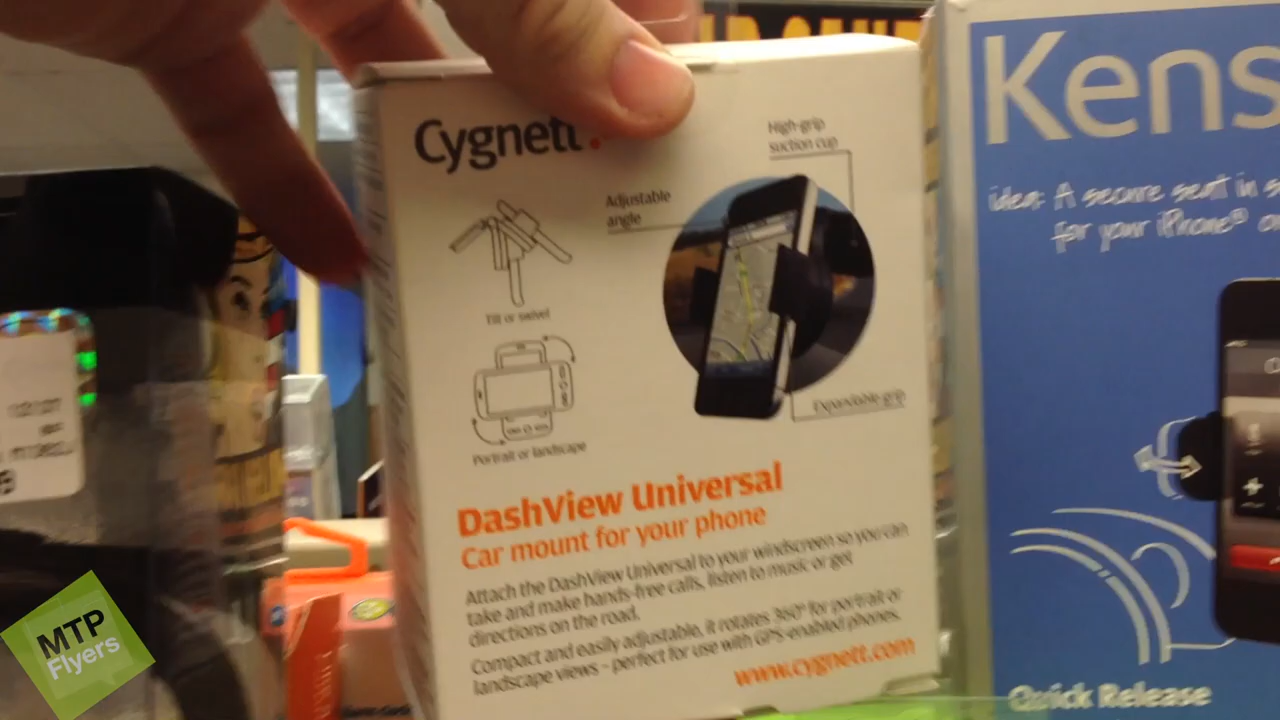 Cygnett.
High-grip
suction cup
Adjustable
angle
Tilt or swivel
Portrait or landscape
Expandable grip
DashView Universal
Car mount for your phone
Attach the DashView Universal to your windscreen so you can
take and make hands-free calls, listen to music or get
directions on the road.
Compact and easily adjustable, it rotates 360° for portrait or
landscape views - perfect for use with GPS-enabled phones.
www.cygnett.com
Kens
idea: A secure seat in
for your iPhone®
Quick Release
MTP
Flyers